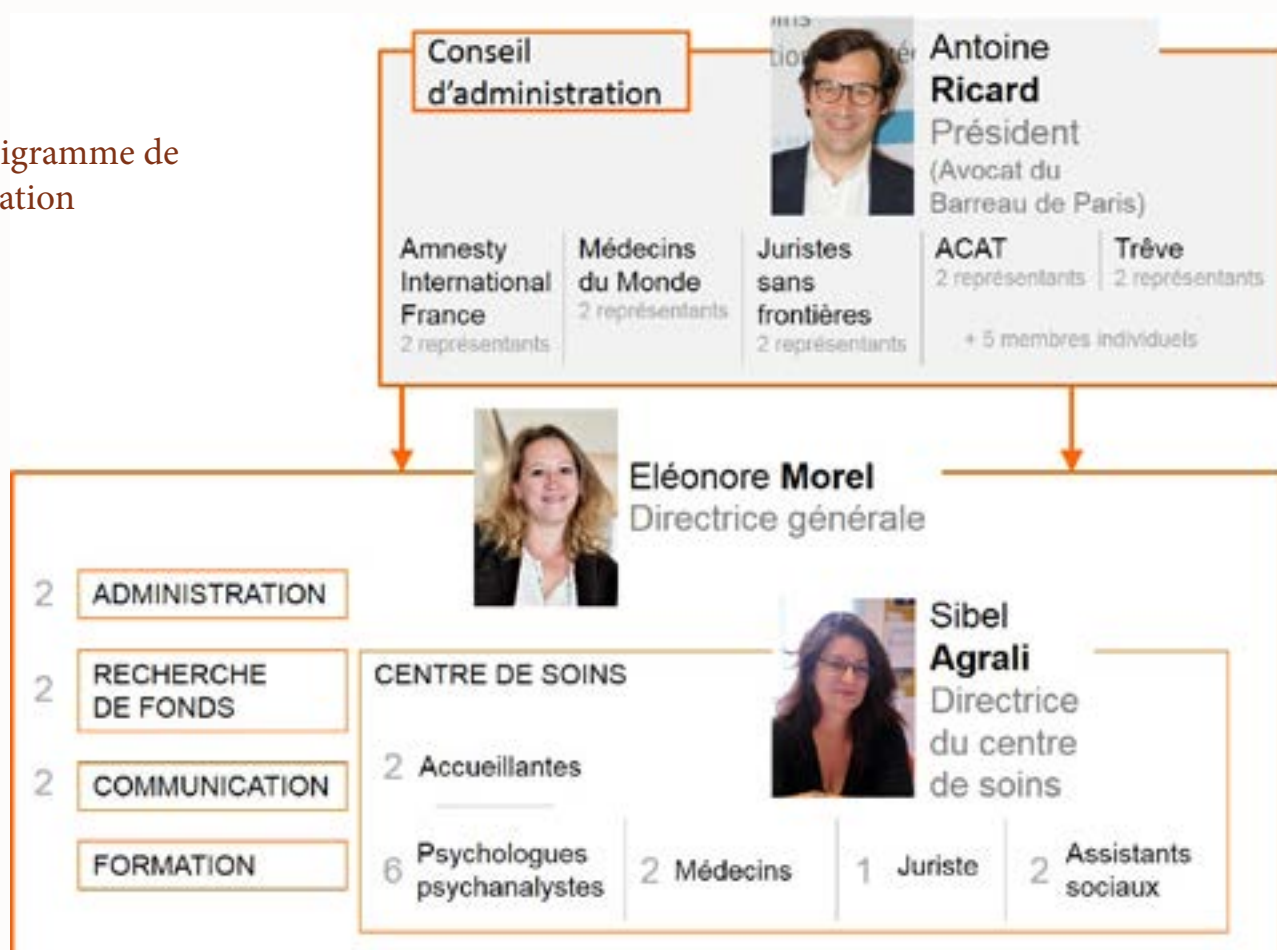 igramme de
ation
Conseil
d'administration
Antoine
Ricard
Président
(Avocat du
Barreau de Paris)
Amnesty
International
France
2 représentants
Médecins
du Monde
2 représentants
Juristes
sans
frontières
2 représentants
ACAT
2 représentants
Trêve
2 représentants
+ 5 membres individuels
Eléonore Morel
Directrice générale
2 ADMINISTRATION
2 RECHERCHE
DE FONDS
2 COMMUNICATION
FORMATION
CENTRE DE SOINS
Sibel
Agrali
Directrice
du centre
de soins
2 Accueillantes
6 Psychologues
psychanalystes
2 Médecins
1 Juriste
2 Assistants
sociaux